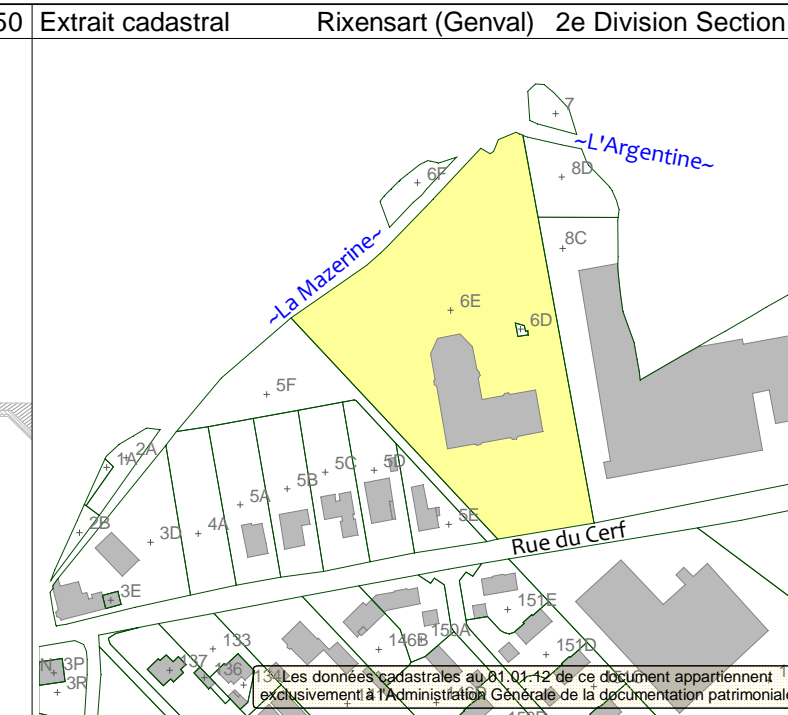 50 Extrait cadastral Rixensart (Genval) 2e Division Section
7
~L'Argentine~
8D
6F
8C
~La Mazerine~
6E
6D
5F
1A
2A
5D
5C
5B
5A
2B
3D
4A
5E
Rue du Cerf
3E
151E
150A
133
146B
151D
N
3P
137
136
3R
134
Les données cadastrales au 01.01.12 de ce document appartiennent
exclusivement à l'Administration Générale de la documentation patrimoniale